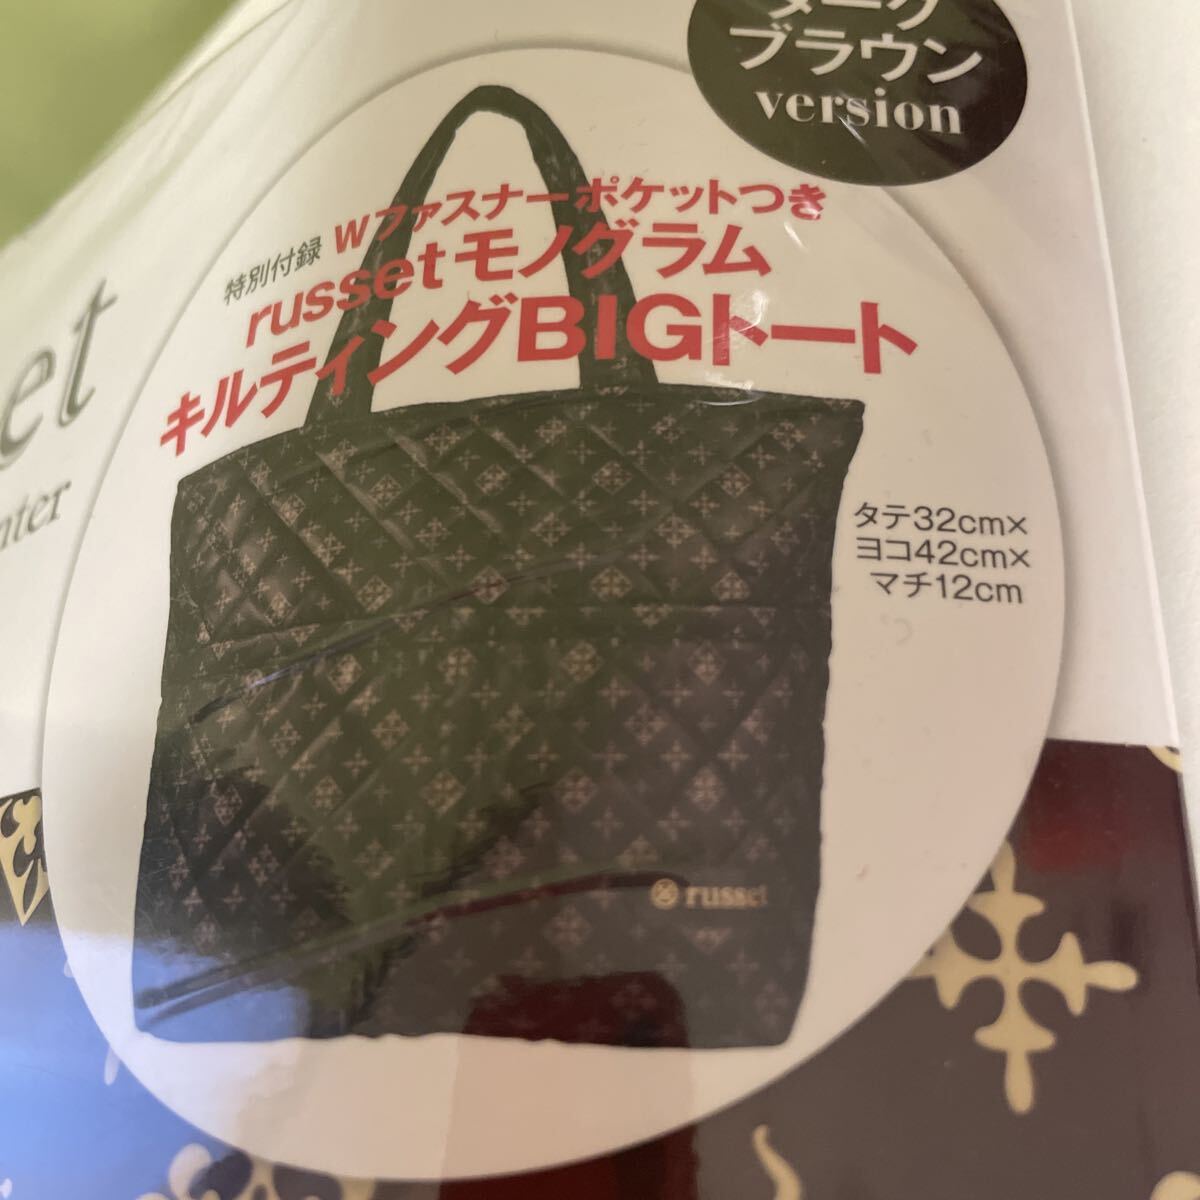 ダーク
ブラウン
version
特別付録 Wファスナーポケットつき
russetモノグラム
キルティングBIGトート
タテ32cm×
ヨコ42cm×
マチ12cm
russet